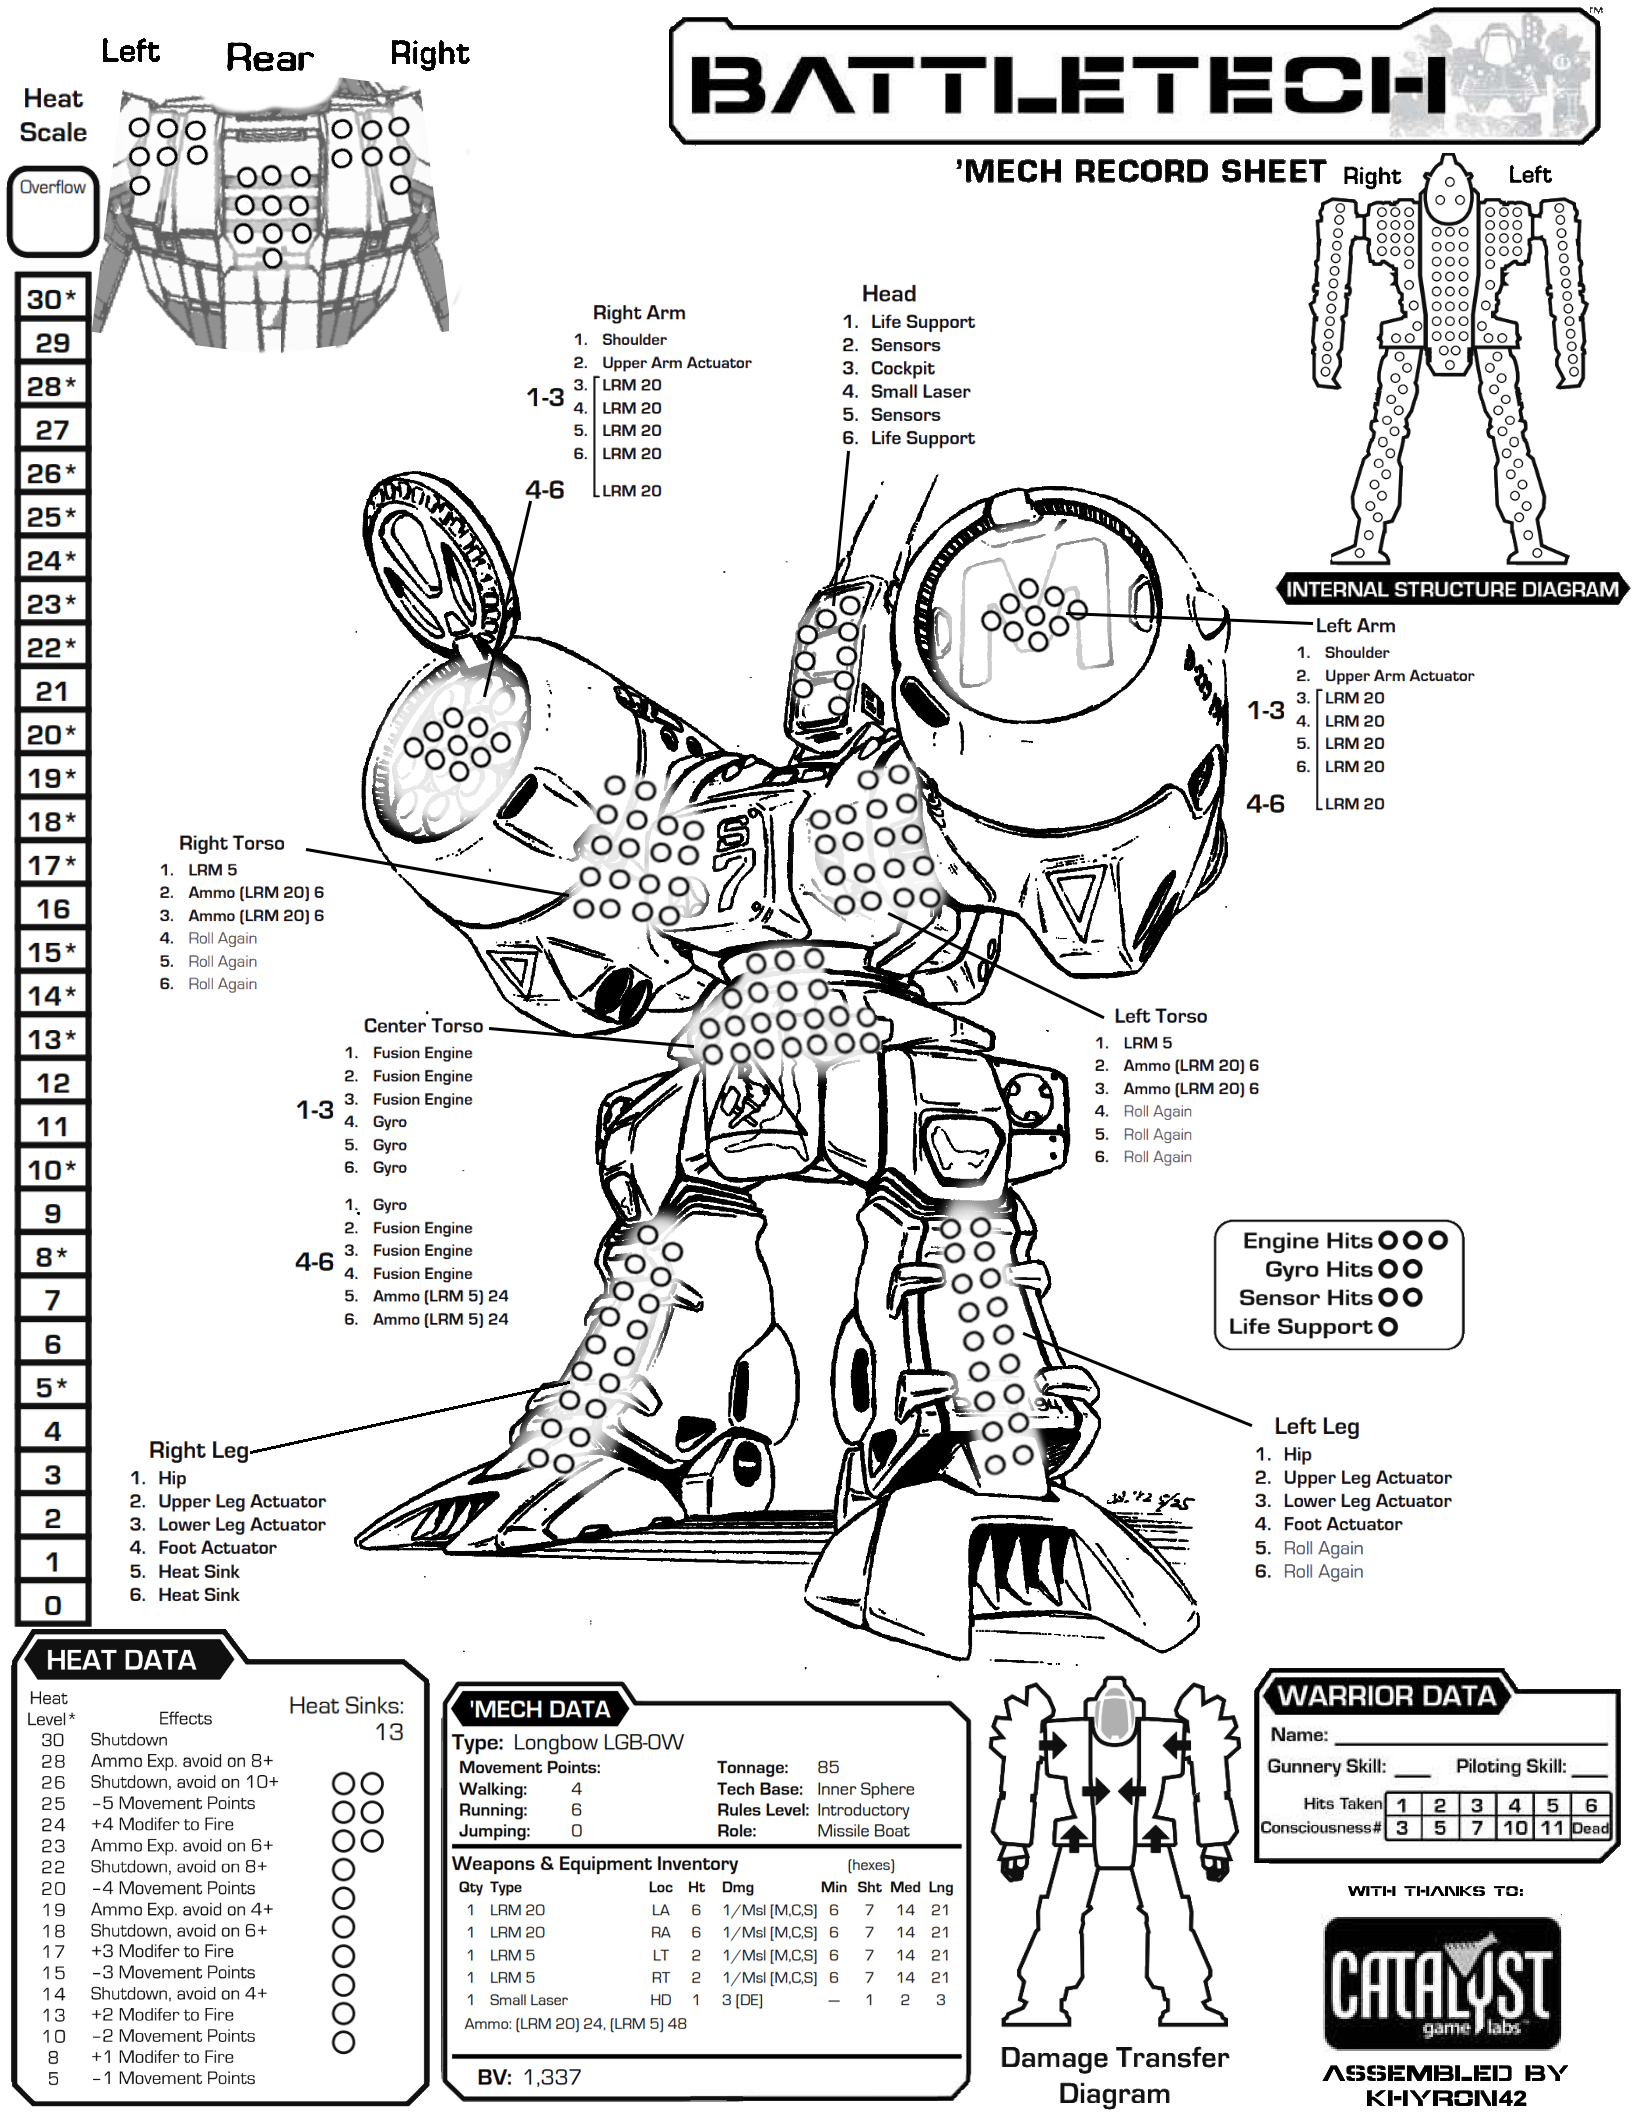 Left Rear Right
BATTLETECH
TM
'MECH RECORD SHEET
Right Left
Heat
Scale
Overflow
30*
29
28*
27
26*
25*
24*
23*
22*
21
20*
19*
18*
17*
16
15*
14*
13*
12
11
10*
9
8*
7
6
5*
4
3
2
1
0
INTERNAL STRUCTURE DIAGRAM
Right Arm
1. Shoulder
2. Upper Arm Actuator
1-3
3. LRM 20
4. LRM 20
5. LRM 20
6. LRM 20
4-6
LRM 20
Head
1. Life Support
2. Sensors
3. Cockpit
4. Small Laser
5. Sensors
6. Life Support
Left Arm
1. Shoulder
2. Upper Arm Actuator
1-3
3. LRM 20
4. LRM 20
5. LRM 20
6. LRM 20
4-6
LRM 20
Right Torso
1. LRM 5
2. Ammo (LRM 20) 6
3. Ammo (LRM 20) 6
4. Roll Again
5. Roll Again
6. Roll Again
76
Center Torso
1-3
1. Fusion Engine
2. Fusion Engine
3. Fusion Engine
4. Gyro
5. Gyro
6. Gyro
4-6
1. Gyro
2. Fusion Engine
3. Fusion Engine
4. Fusion Engine
5. Ammo (LRM 5) 24
6. Ammo (LRM 5) 24
Left Torso
1. LRM 5
2. Ammo (LRM 20) 6
3. Ammo (LRM 20) 6
4. Roll Again
5. Roll Again
6. Roll Again
Engine Hits
Gyro Hits
Sensor Hits
Life Support
Right Leg
1. Hip
2. Upper Leg Actuator
3. Lower Leg Actuator
4. Foot Actuator
5. Heat Sink
6. Heat Sink
Left Leg
1. Hip
2. Upper Leg Actuator
3. Lower Leg Actuator
4. Foot Actuator
5. Roll Again
6. Roll Again
HEAT DATA
Heat
Level* Effects
Heat Sinks:
13
30 Shutdown
28 Ammo Exp. avoid on 8+
26 Shutdown, avoid on 10+
25 -5 Movement Points
24 +4 Modifer to Fire
23 Ammo Exp. avoid on 6+
22 Shutdown, avoid on 8+
20 -4 Movement Points
19 Ammo Exp. avoid on 4+
18 Shutdown, avoid on 6+
17 +3 Modifer to Fire
15 -3 Movement Points
14 Shutdown, avoid on 4+
13 +2 Modifer to Fire
10 -2 Movement Points
8 +1 Modifer to Fire
5 -1 Movement Points
'MECH DATA
Type: Longbow LGB-0W
Movement Points: Tonnage: 85
Walking: 4 Tech Base: Inner Sphere
Running: 6 Rules Level: Introductory
Jumping: 0 Role: Missile Boat
Weapons & Equipment Inventory (hexes)
Qty Type Loc Ht Dmg Min Sht Med Lng
1 LRM 20 LA 6 1/Msl [M,C,S] 6 7 14 21
1 LRM 20 RA 6 1/Msl [M,C,S] 6 7 14 21
1 LRM 5 LT 2 1/Msl [M,C,S] 6 7 14 21
1 LRM 5 RT 2 1/Msl [M,C,S] 6 7 14 21
1 Small Laser HD 1 3 [DE] — 1 2 3
Ammo: (LRM 20) 24, (LRM 5) 48
BV: 1,337
Damage Transfer
Diagram
WARRIOR DATA
Name:
Gunnery Skill: Piloting Skill:
Hits Taken 1 2 3 4 5 6
Consciousness# 3 5 7 10 11 Dead
WITH THANKS TO:
CATALYST
game labs
ASSEMBLED BY
KHYRON42